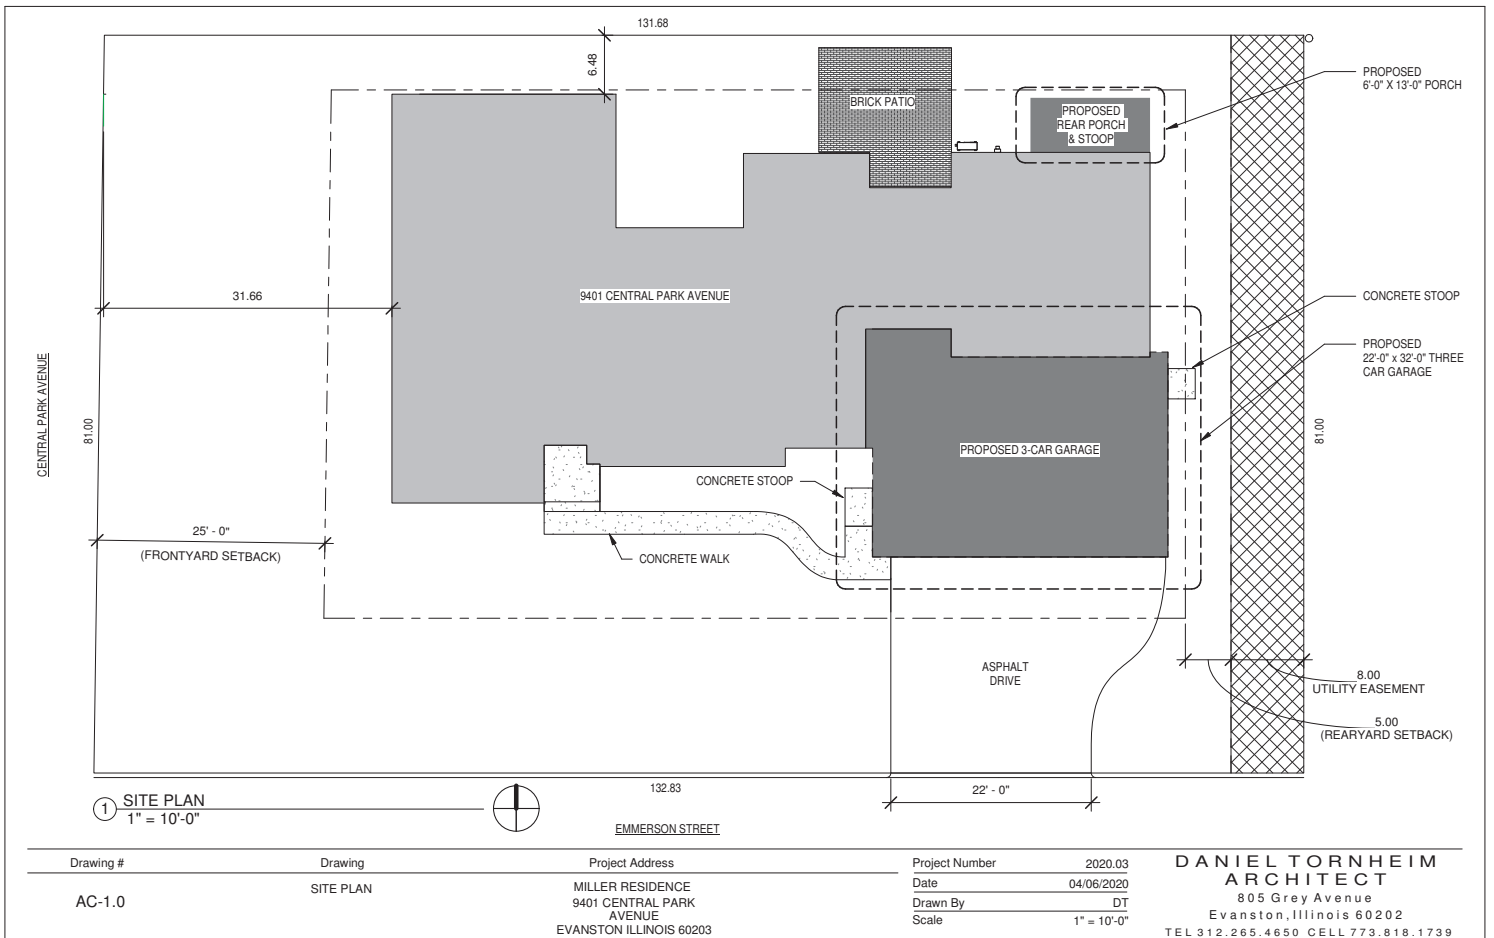 131.68
6.48
BRICK PATIO
PROPOSED
REAR PORCH
& STOOP
PROPOSED
6'-0" X 13'-0" PORCH
31.66
9401 CENTRAL PARK AVENUE
CONCRETE STOOP
PROPOSED
22'-0" x 32'-0" THREE
CAR GARAGE
CENTRAL PARK AVENUE
81.00
81.00
PROPOSED 3-CAR GARAGE
CONCRETE STOOP
25' - 0"
(FRONTYARD SETBACK)
CONCRETE WALK
ASPHALT
DRIVE
8.00
UTILITY EASEMENT
5.00
(REARYARD SETBACK)
132.83
22' - 0"
1
SITE PLAN
1" = 10'-0"
EMMERSON STREET
Drawing #
AC-1.0
Drawing
SITE PLAN
Project Address
MILLER RESIDENCE
9401 CENTRAL PARK
AVENUE
EVANSTON ILLINOIS 60203
Project Number 2020.03
Date 04/06/2020
Drawn By DT
Scale 1" = 10'-0"
DANIEL TORNHEIM
ARCHITECT
805 Grey Avenue
Evanston, Illinois 60202
TEL 312.265.4650 CELL 773.818.1739